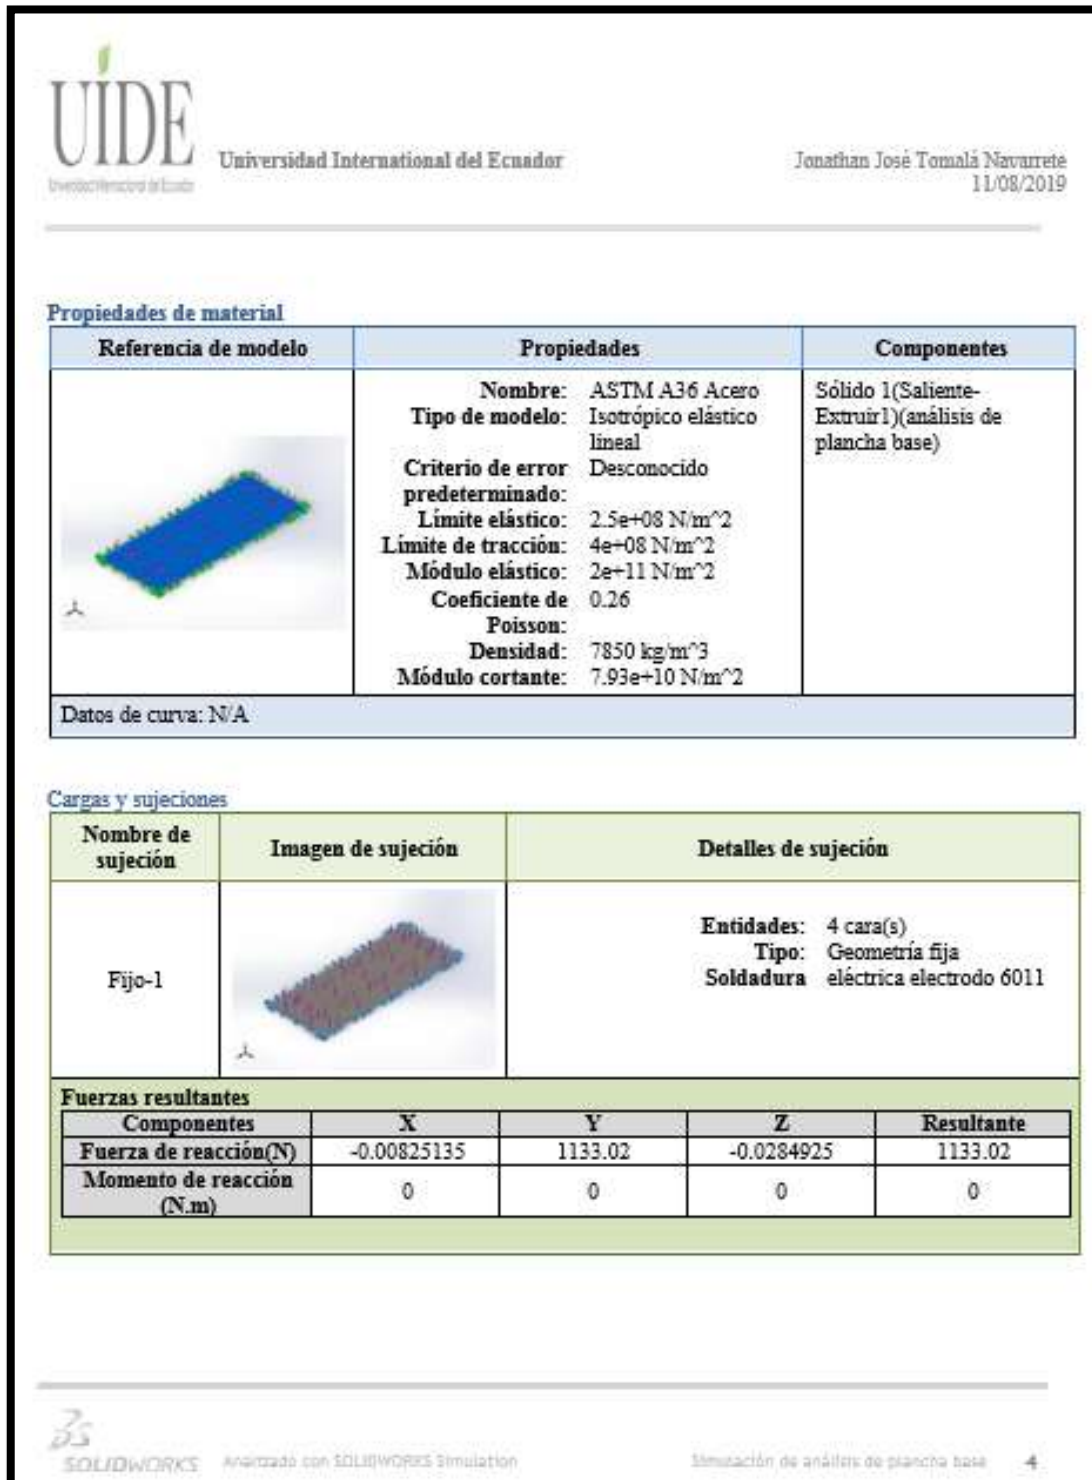 UIDE
Universidad International del Ecuador
Jonathan José Tomalá Navarrete
11/08/2019
Propiedades de material
Referencia de modelo Propiedades Componentes
Nombre: ASTM A36 Acero
Tipo de modelo: Isotrópico elástico lineal
Criterio de error predeterminado: Desconocido
Límite elástico: 2.5e+08 N/m^2
Límite de tracción: 4e+08 N/m^2
Módulo elástico: 2e+11 N/m^2
Coeficiente de Poisson: 0.26
Densidad: 7850 kg/m^3
Módulo cortante: 7.93e+10 N/m^2
Sólido 1(Saliente-
Extruir1)(análisis de
plancha base)
Datos de curva: N/A
Cargas y sujeciones
Nombre de sujeción Imagen de sujeción Detalles de sujeción
Fijo-1
Entidades: 4 cara(s)
Tipo: Geometría fija
Soldadura eléctrica electrodo 6011
Fuerzas resultantes
Componentes X Y Z Resultante
Fuerza de reacción(N) -0.00825135 1133.02 -0.0284925 1133.02
Momento de reacción (N.m) 0 0 0 0
SOLIDWORKS Analizado con SOLIDWORKS Simulation Simulación de análisis de plancha base 4